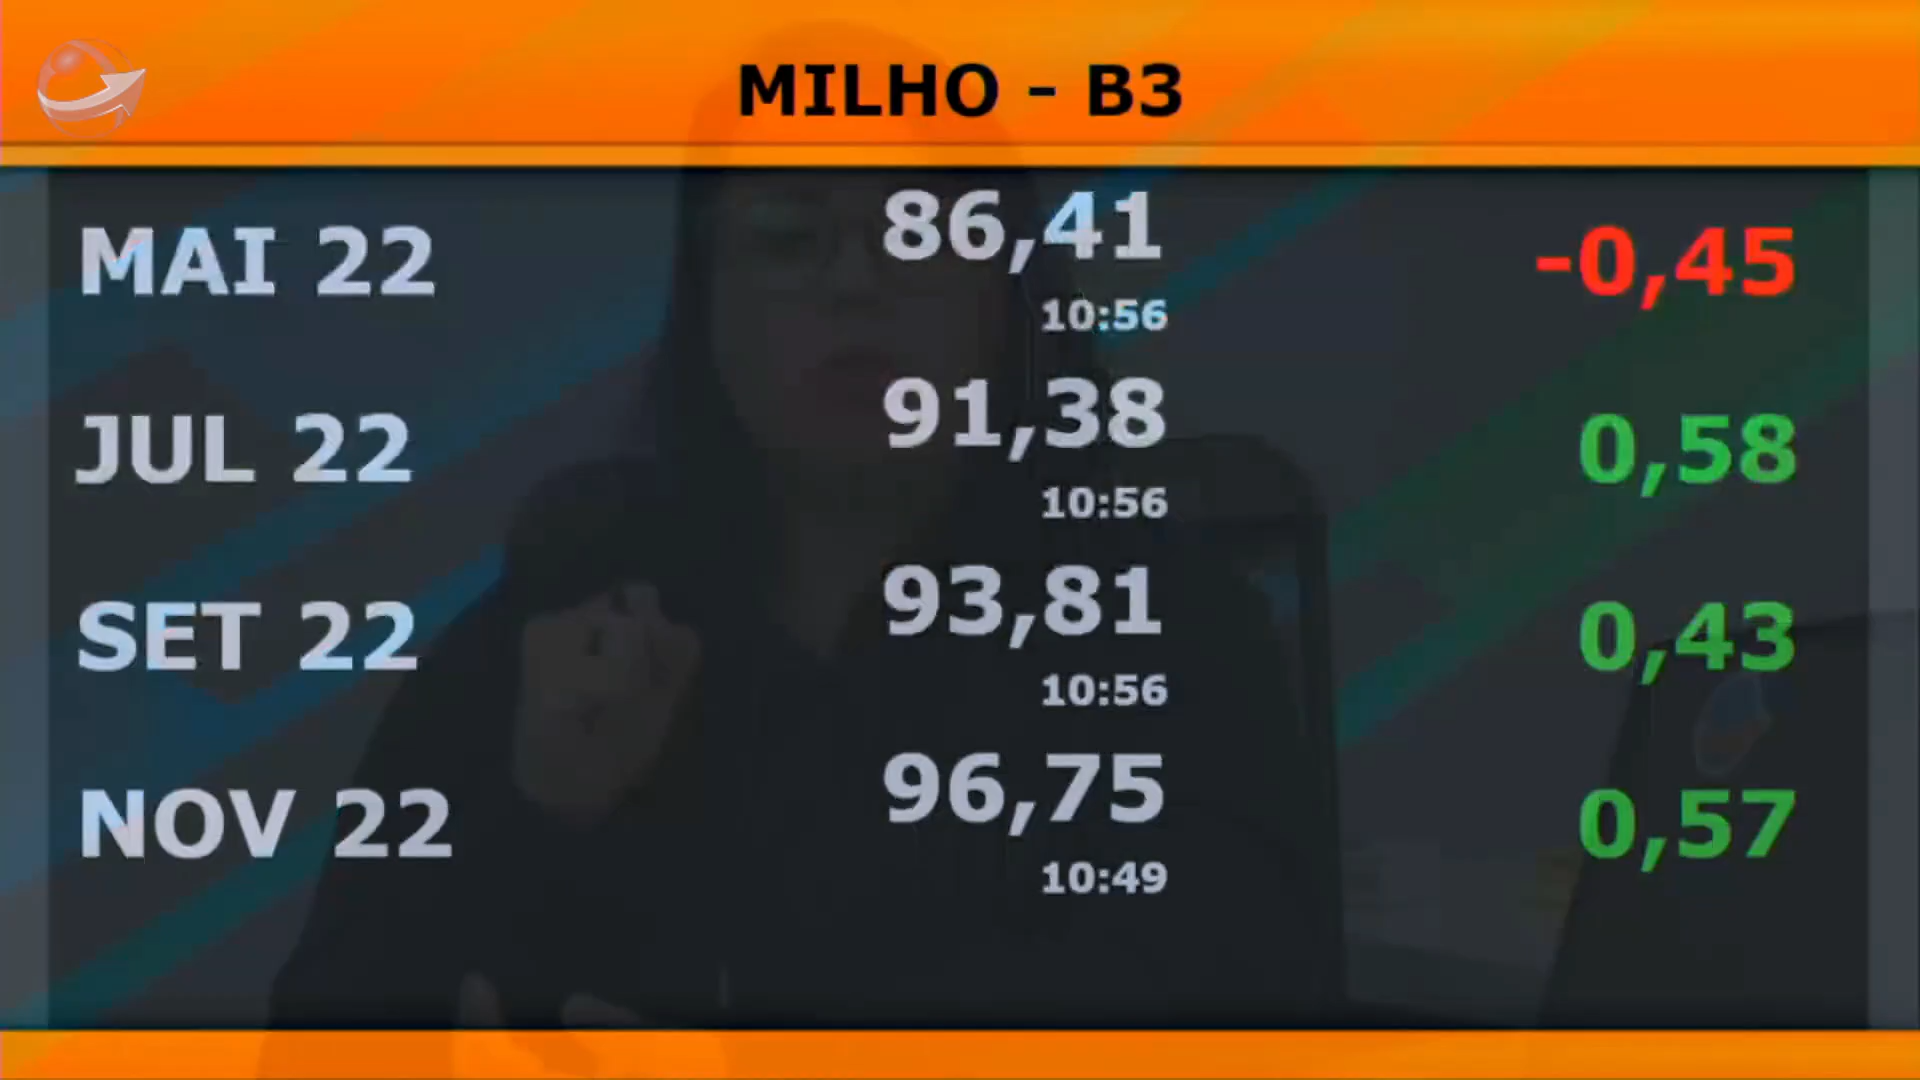 MILHO - B3
MAI 22 86,41 -0,45
10:56
JUL 22 91,38 0,58
10:56
SET 22 93,81 0,43
10:56
NOV 22 96,75 0,57
10:49